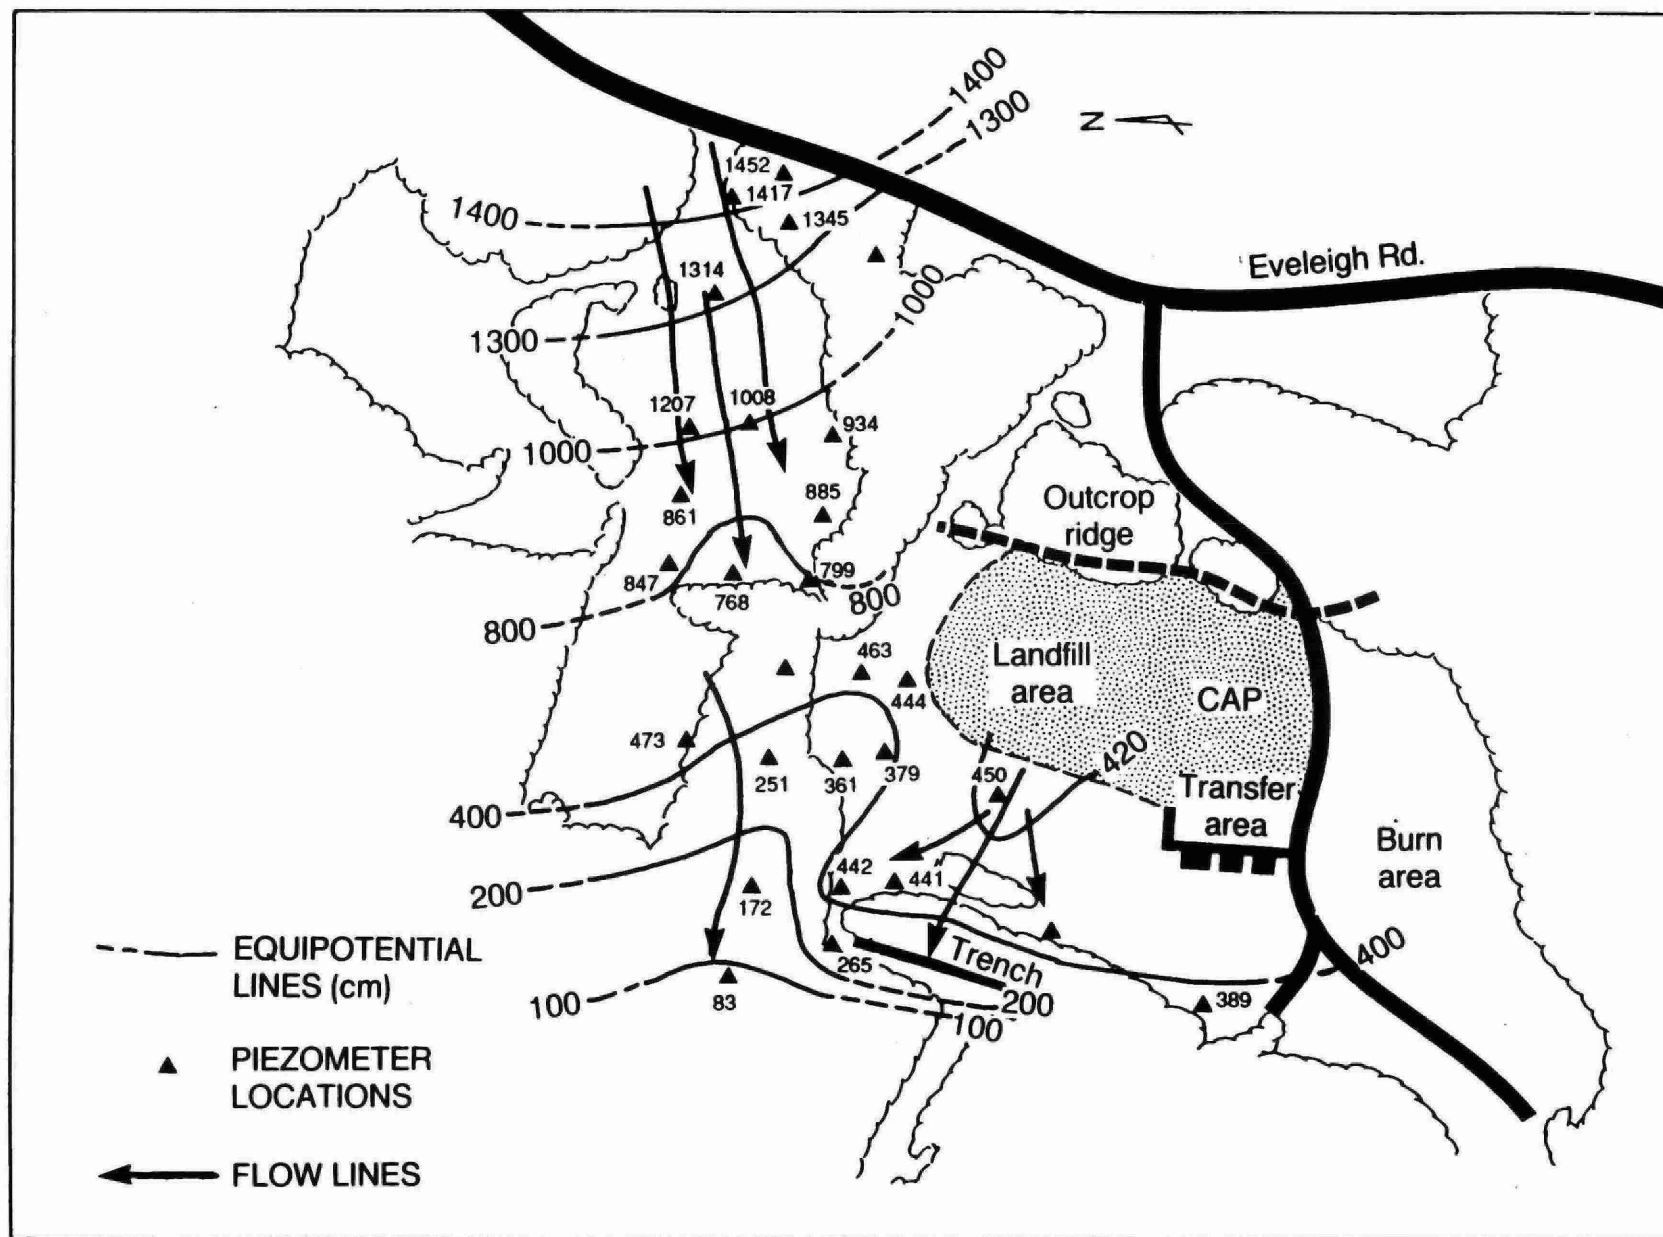 1400
1300
N
1452
1417
1400
1345
1314
Eveleigh Rd.
1000
1300
1207
1008
934
1000
885
Outcrop
ridge
861
847
799
768
800
800
463
Landfill
area
444
CAP
473
420
251
361
379
450
Transfer
area
400
Burn
area
442
441
200
172
EQUIPOTENTIAL
LINES (cm)
265
Trench
400
83
100
200
389
100
PIEZOMETER
LOCATIONS
FLOW LINES